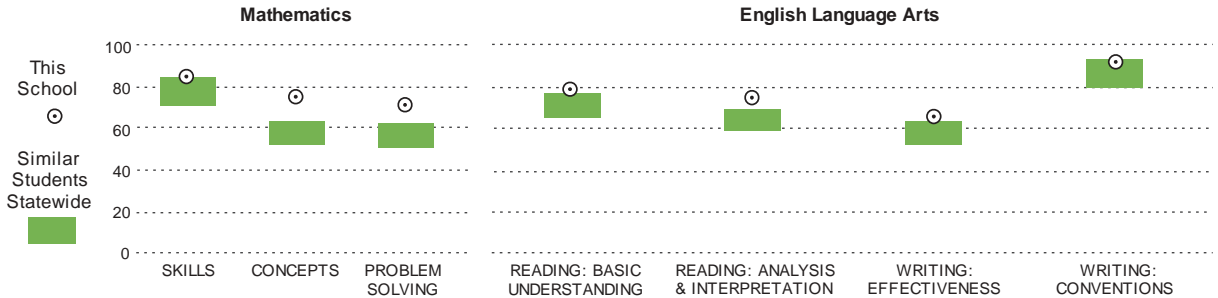 Mathematics
English Language Arts
This
School
Similar
Students
Statewide
100
80
60
40
20
0
SKILLS
CONCEPTS
PROBLEM
SOLVING
READING: BASIC
UNDERSTANDING
READING: ANALYSIS
& INTERPRETATION
WRITING:
EFFECTIVENESS
WRITING:
CONVENTIONS